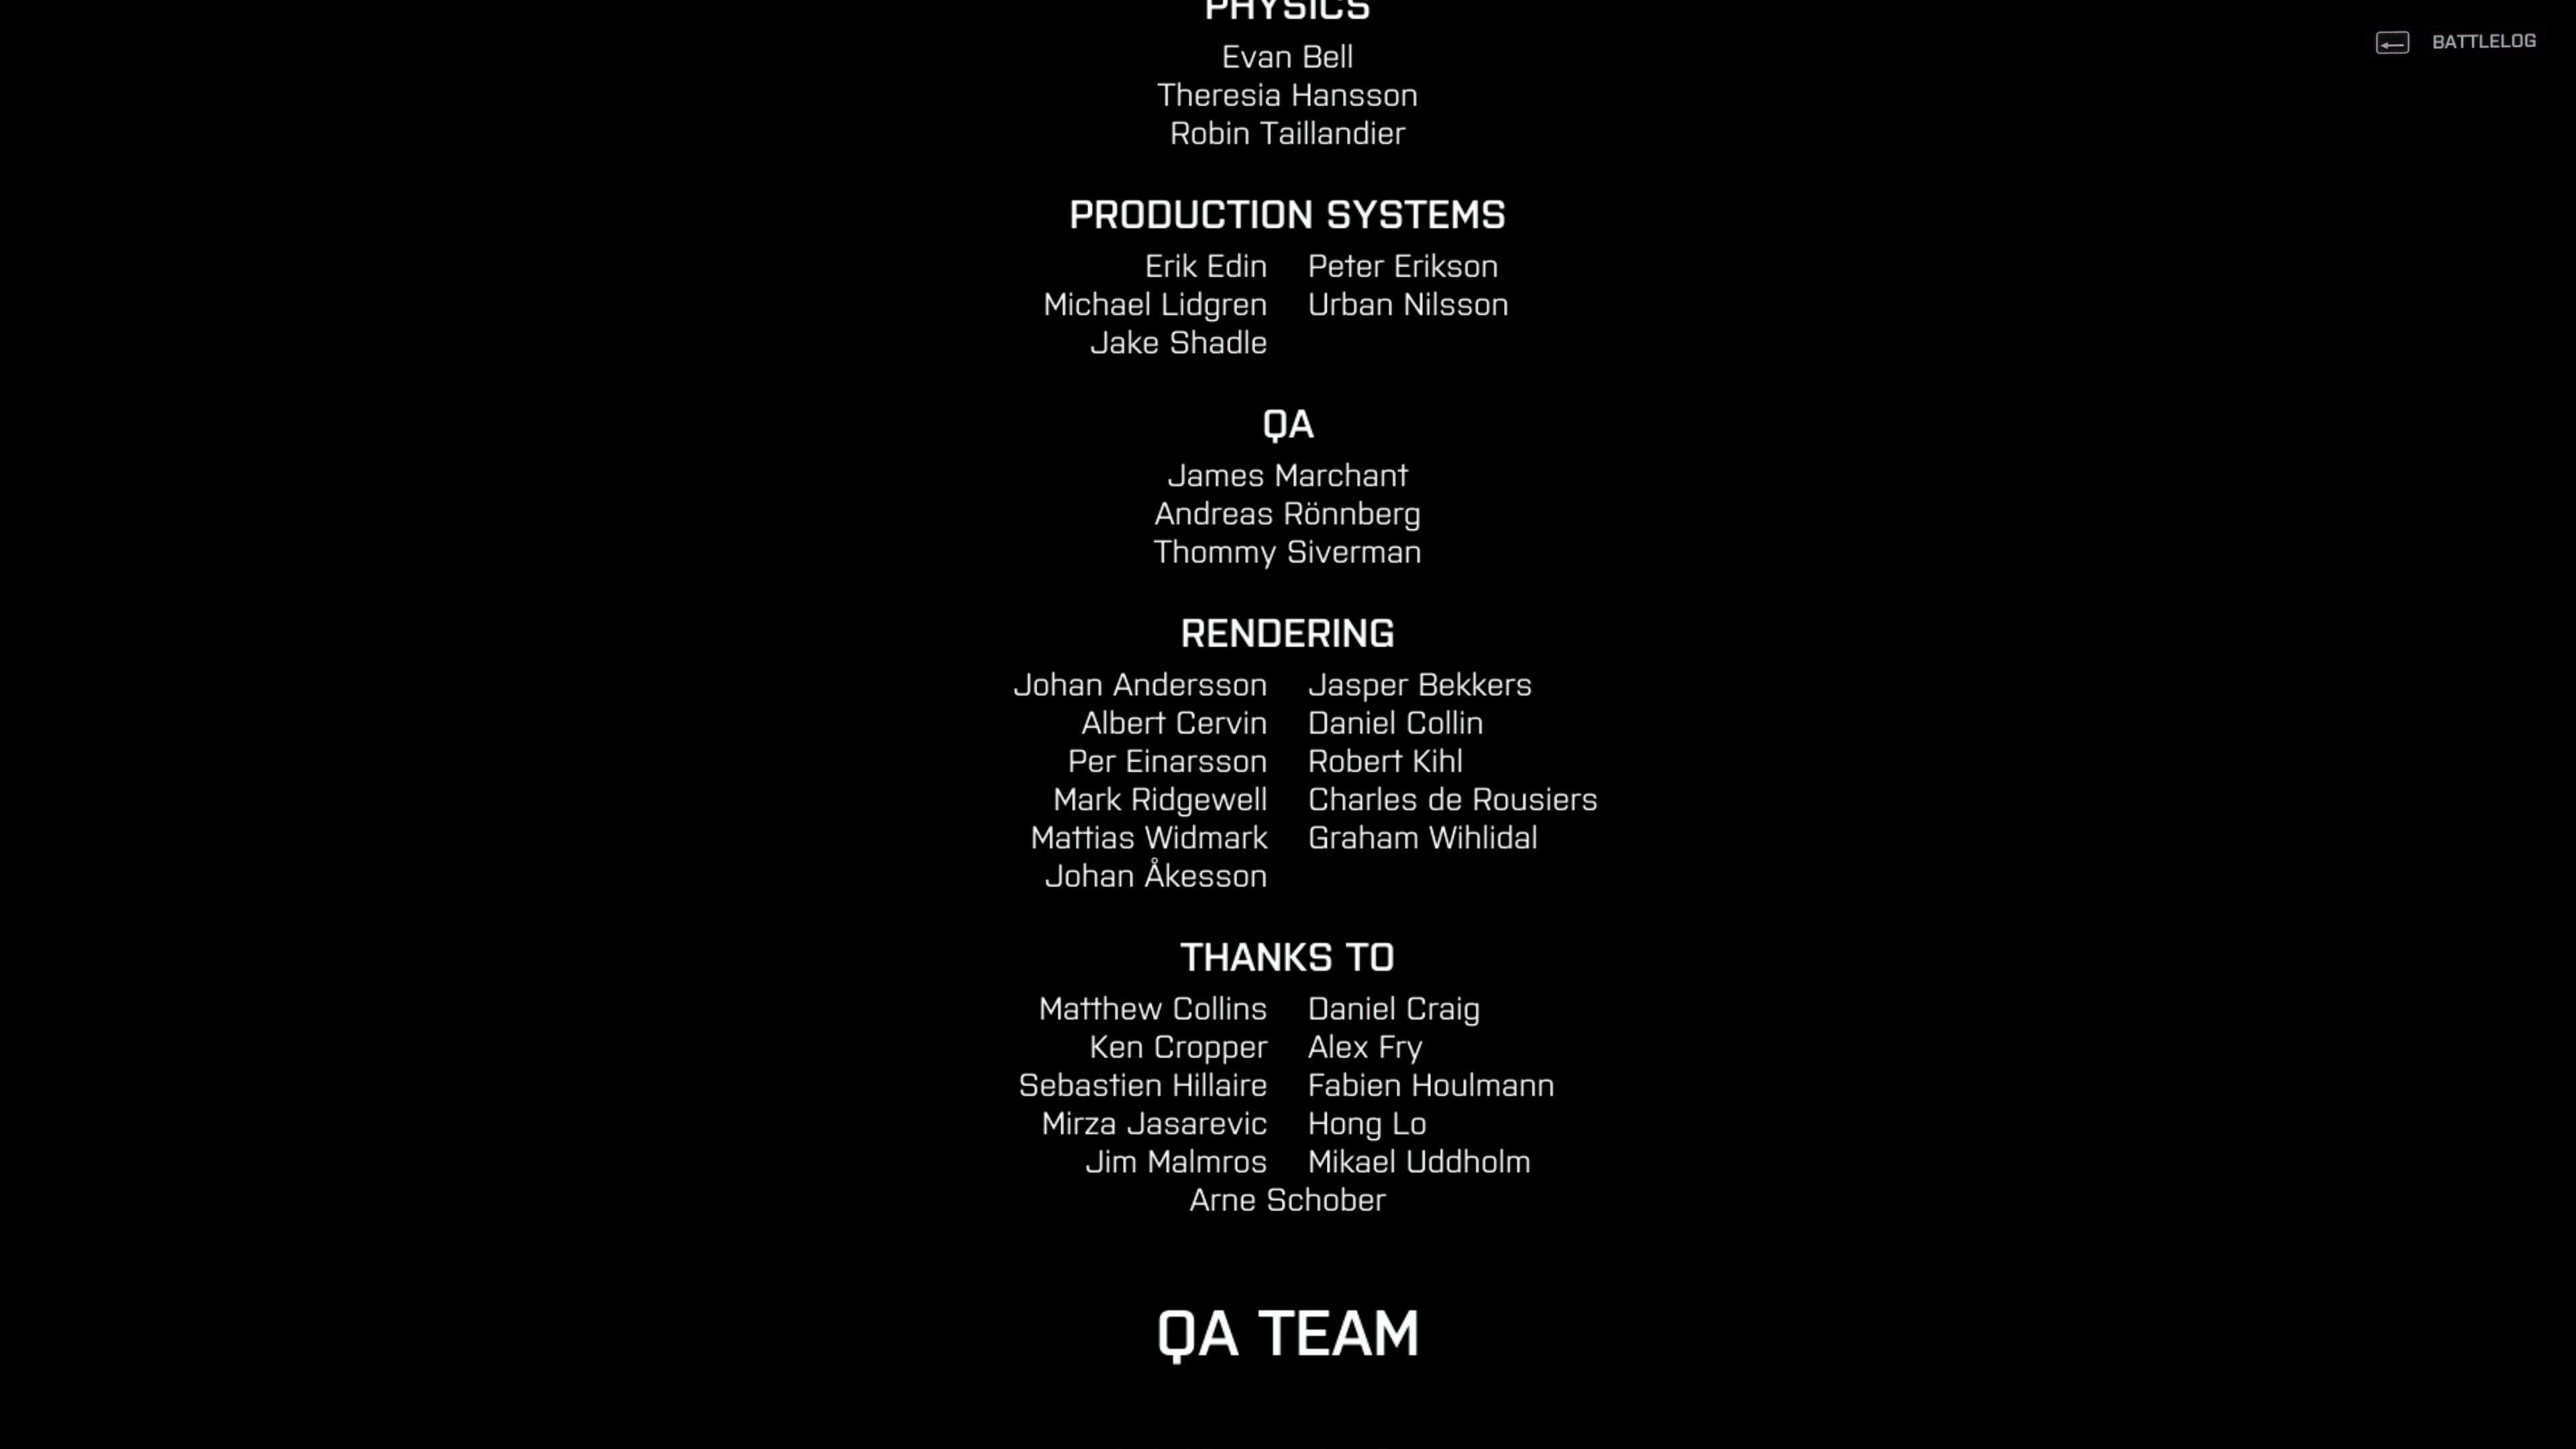 PHYSICS
BATTLELOG
Evan Bell
Theresia Hansson
Robin Taillandier
PRODUCTION SYSTEMS
Erik Edin Peter Erikson
Michael Lidgren Urban Nilsson
Jake Shadle
QA
James Marchant
Andreas Rönnberg
Thommy Siverman
RENDERING
Johan Andersson Jasper Bekkers
Albert Cervin Daniel Collin
Per Einarsson Robert Kihl
Mark Ridgewell Charles de Rousiers
Mattias Widmark Graham Wihlidal
Johan Åkesson
THANKS TO
Matthew Collins Daniel Craig
Ken Cropper Alex Fry
Sebastien Hillaire Fabien Houlmann
Mirza Jasarevic Hong Lo
Jim Malmros Mikael Uddholm
Arne Schober
QA TEAM